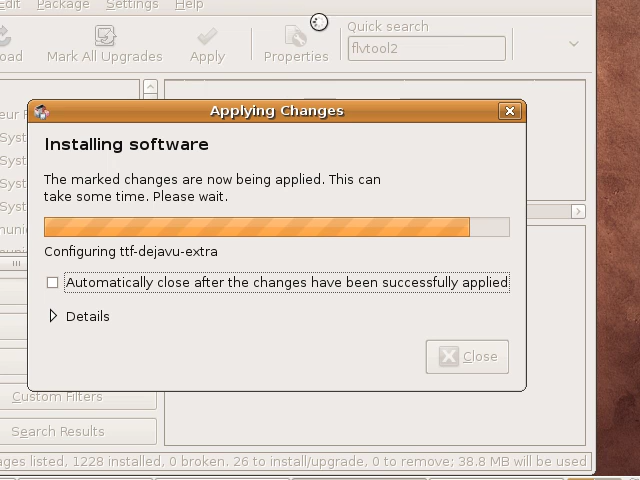 Edit Package Settings Help
Reload Mark All Upgrades Apply Properties
Quick search
flvtool2
Applying Changes
Installing software
The marked changes are now being applied. This can
take some time. Please wait.
Configuring ttf-dejavu-extra
Automatically close after the changes have been successfully applied
Details
Close
Custom Filters
Search Results
listed, 1228 installed, 0 broken. 26 to install/upgrade, 0 to remove; 38.8 MB will be used